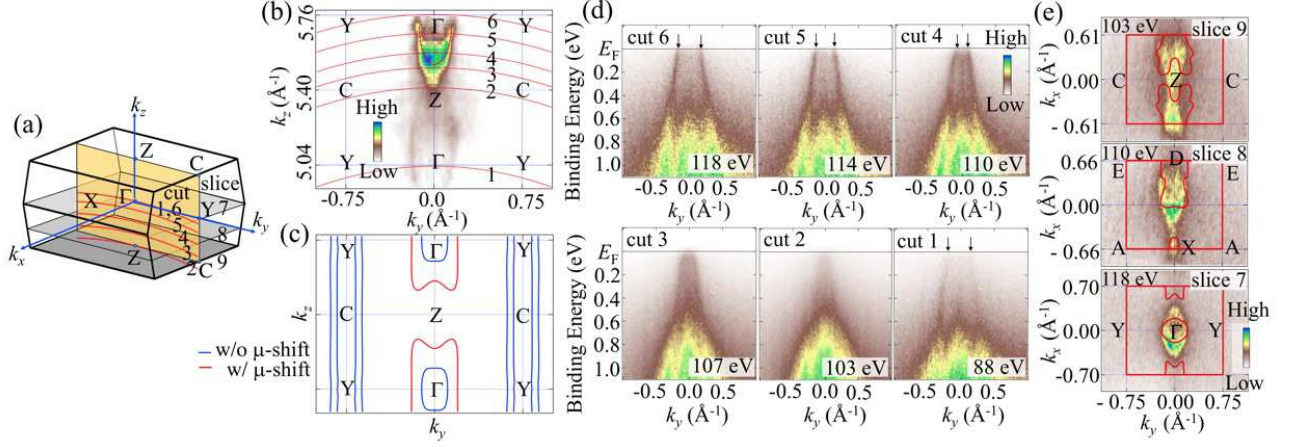 (a)
k_z
Z
C
cut
slice
Γ
X
1,6
Y 7
5
k_y
4
8
3
k_x
Z
2
C 9
(b)
5.76
Y
Γ
Y
6
5
4
3
5.40
C
Z
C
2
k_z (Å⁻¹)
High
Low
5.04
Y
Γ
Y
1
-0.75
0.00
0.75
k_y (Å⁻¹)
(c)
Y
Γ
Y
k_z
C
Z
C
w/o μ-shift
w/ μ-shift
Y
Γ
Y
k_y
(d)
cut 6
cut 5
cut 4
High
Low
E_F
0.2
0.4
0.6
0.8
1.0
Binding Energy (eV)
118 eV
114 eV
110 eV
-0.5 0.0 0.5
-0.5 0.0 0.5
-0.5 0.0 0.5
k_y (Å⁻¹)
k_y (Å⁻¹)
k_y (Å⁻¹)
cut 3
cut 2
cut 1
E_F
0.2
0.4
0.6
0.8
1.0
Binding Energy (eV)
107 eV
103 eV
88 eV
-0.5 0.0 0.5
-0.5 0.0 0.5
-0.5 0.0 0.5
k_y (Å⁻¹)
k_y (Å⁻¹)
k_y (Å⁻¹)
(e)
103 eV
slice 9
0.61
0.00
- 0.61
k_x (Å⁻¹)
C
Z
C
110 eV
slice 8
0.66
0.00
-0.66
k_x (Å⁻¹)
E
D
E
A
X
A
118 eV
slice 7
0.70
0.00
-0.70
k_x (Å⁻¹)
Y
Γ
Y
High
Low
- 0.75 0.00 0.75
k_y (Å⁻¹)